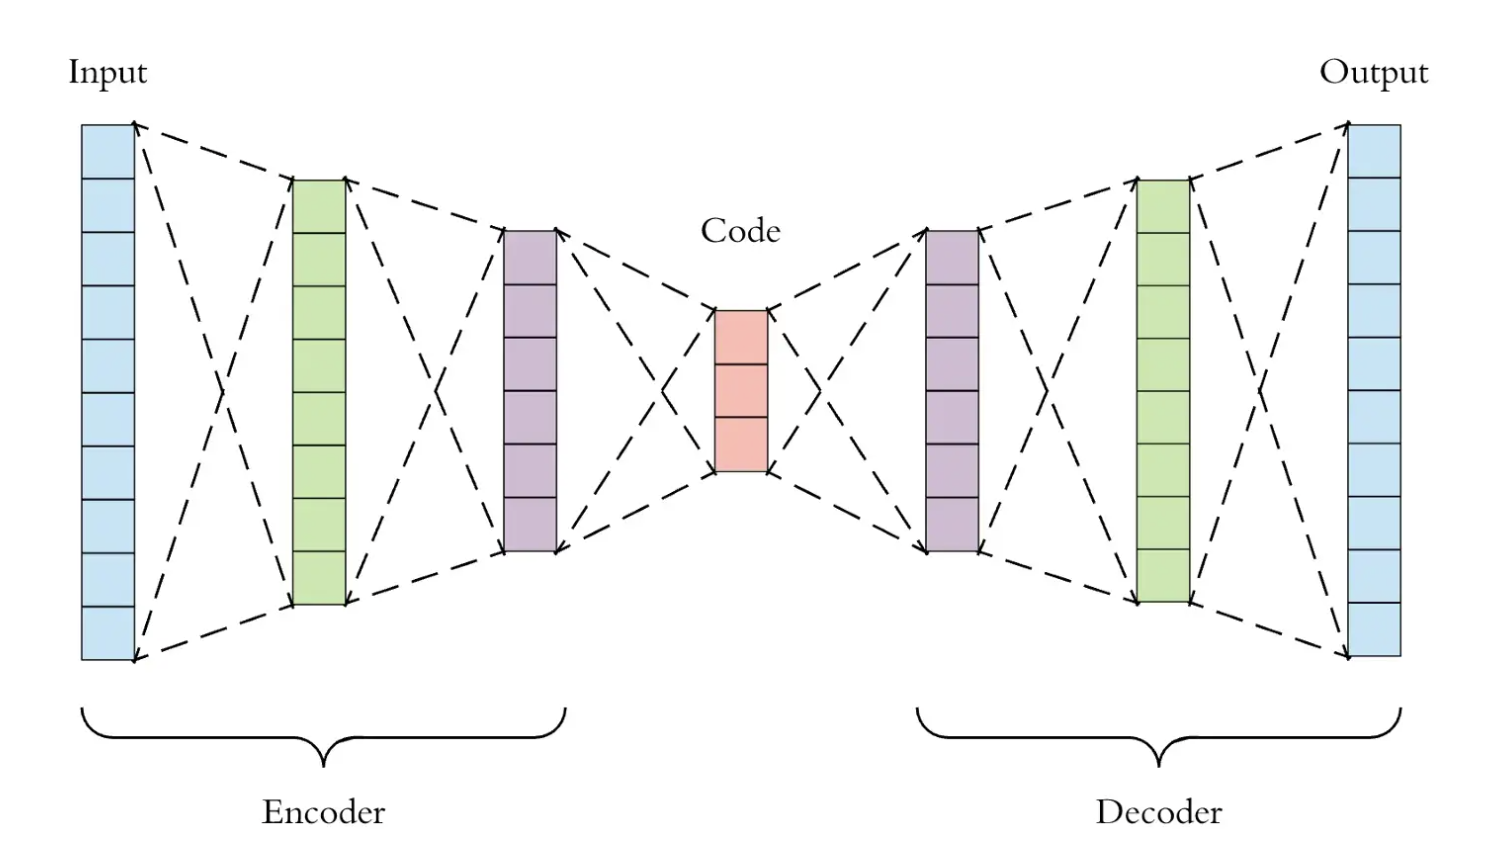 Input
Output
Code
Encoder
Decoder